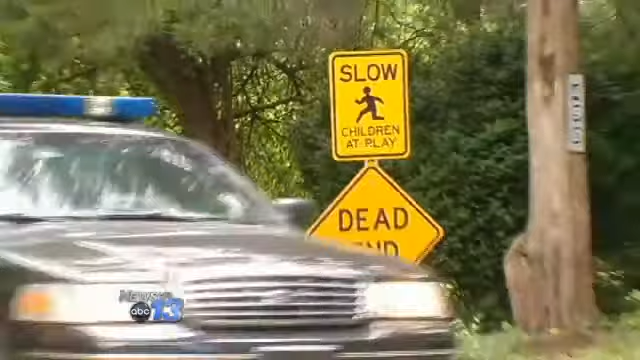 SLOW
CHILDREN
AT PLAY
DEAD
END
News
abc 13